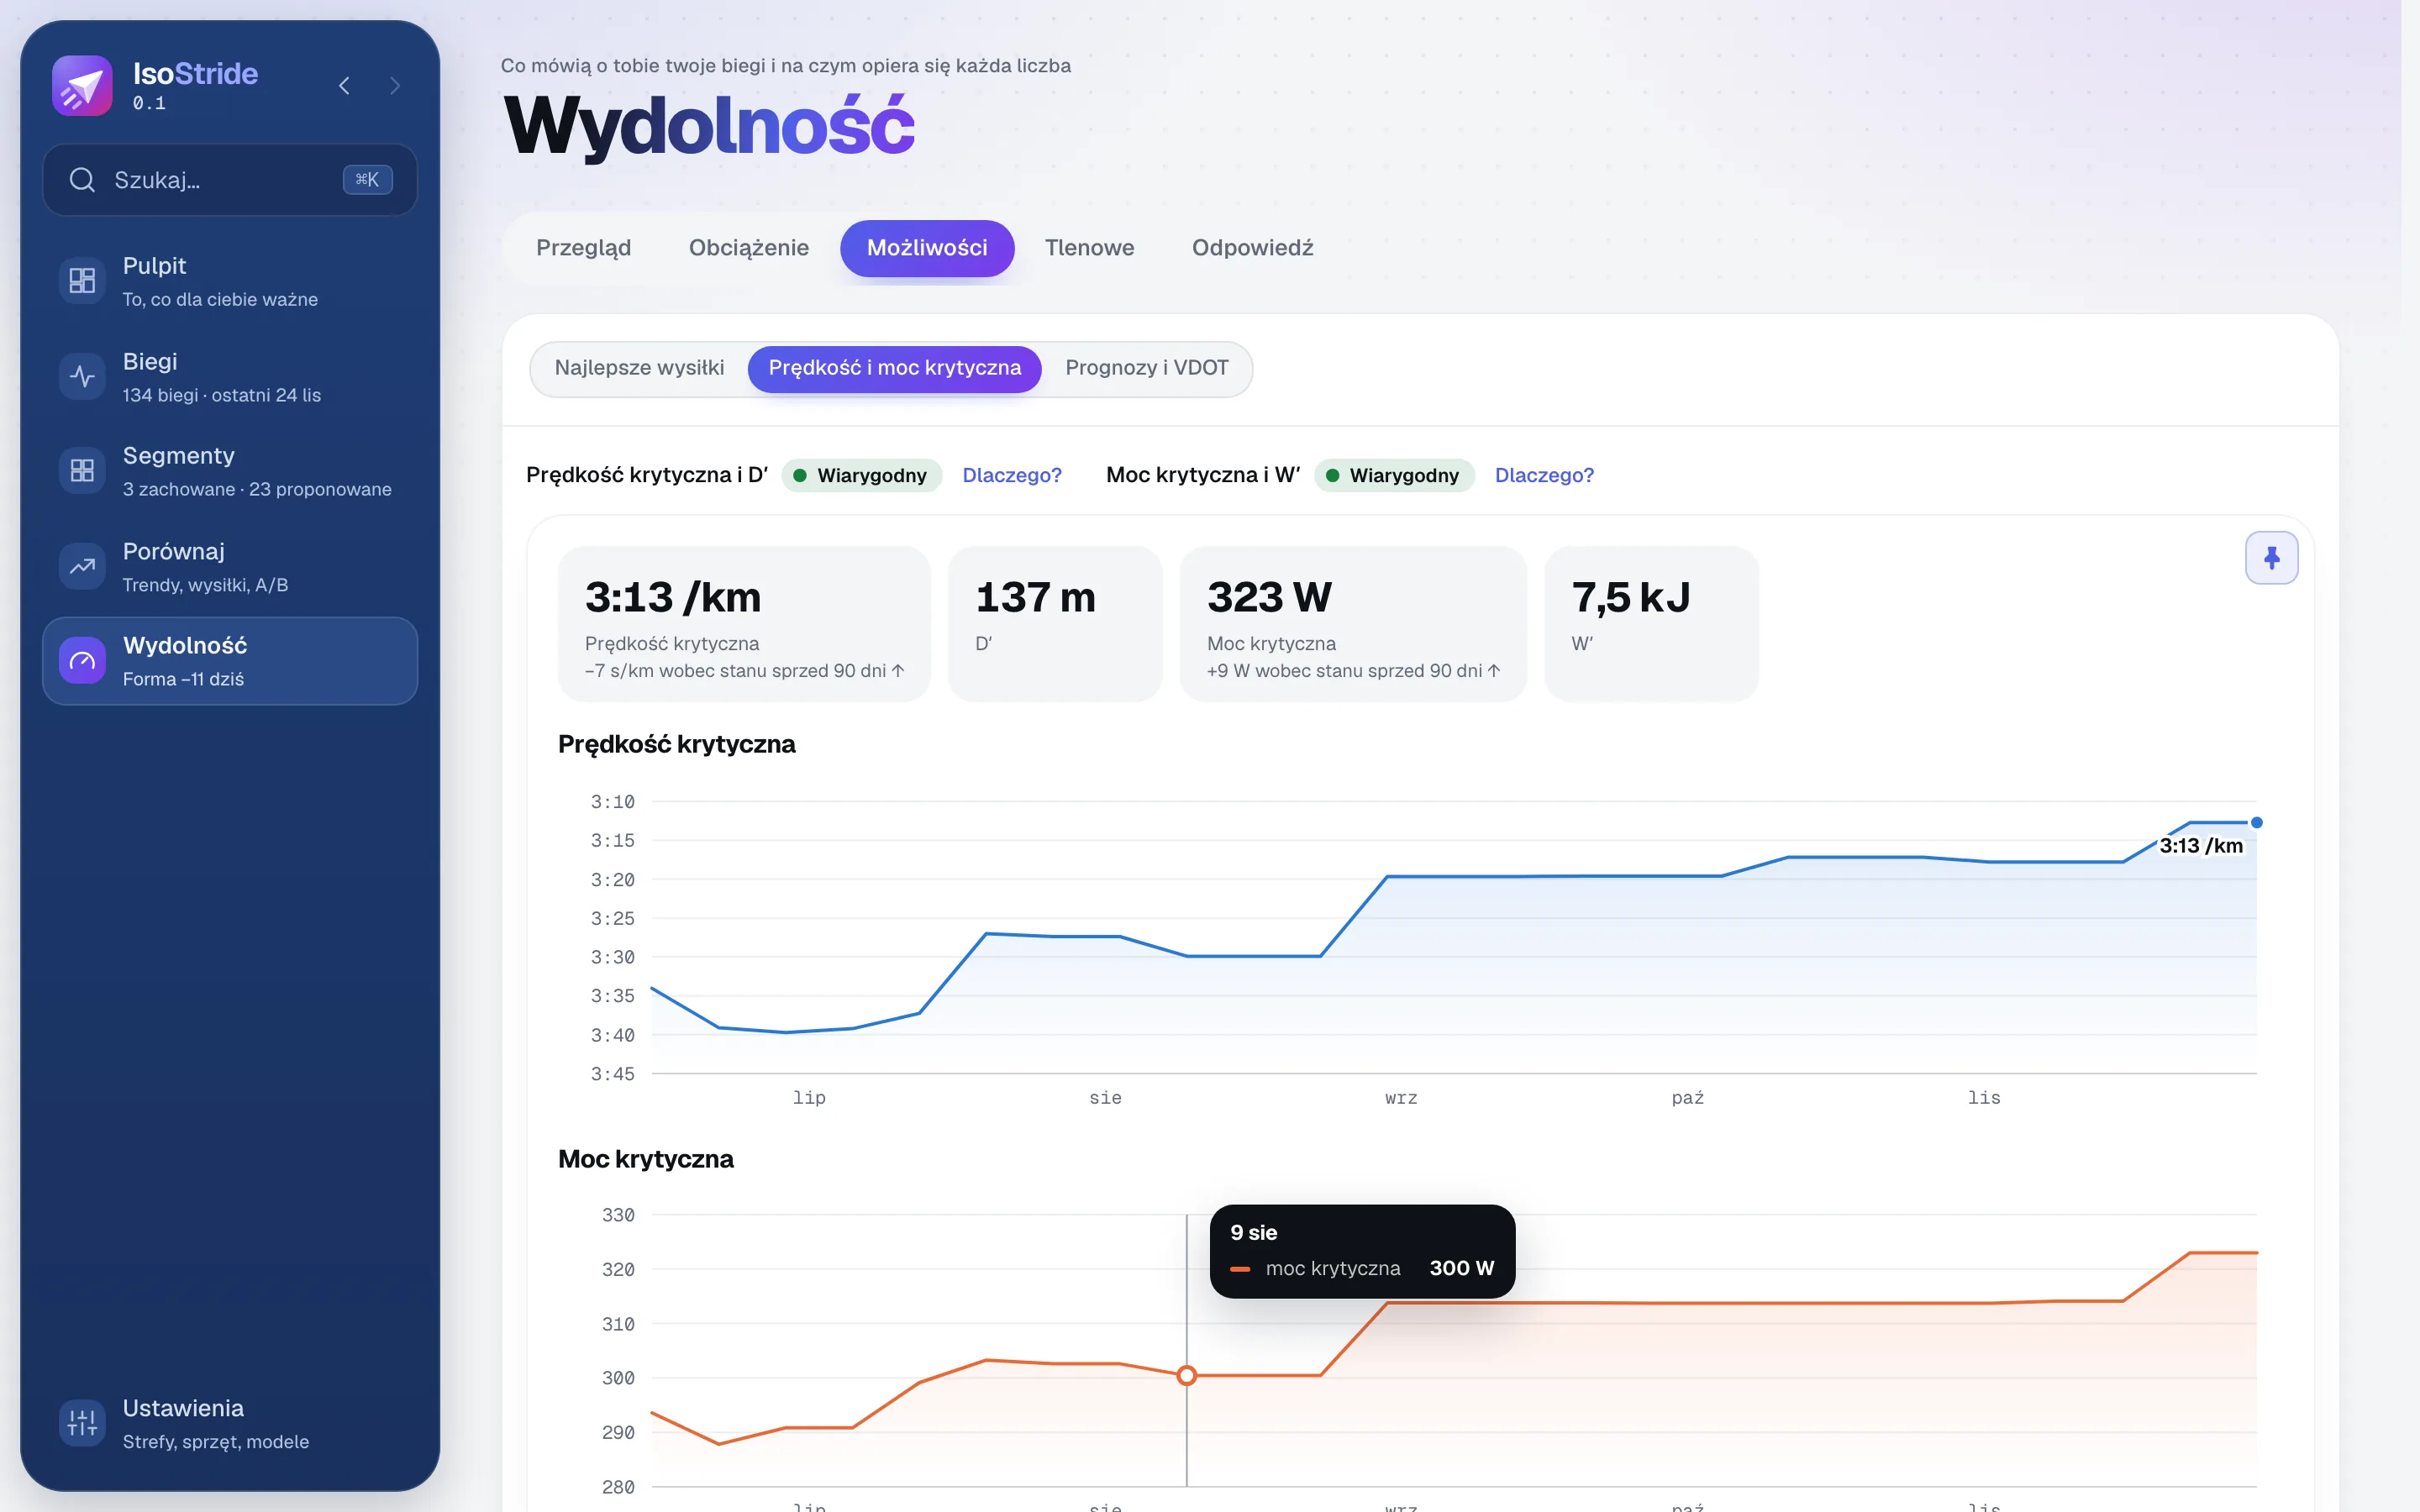 IsoStride
0.1
Szukaj...
⌘K
Pulpit
To, co dla ciebie ważne
Biegi
134 biegi · ostatni 24 lis
Segmenty
3 zachowane · 23 proponowane
Porównaj
Trendy, wysiłki, A/B
Wydolność
Forma −11 dziś
Ustawienia
Strefy, sprzęt, modele
Co mówią o tobie twoje biegi i na czym opiera się każda liczba
Wydolność
Przegląd Obciążenie Możliwości Tlenowe Odpowiedź
Najlepsze wysiłki Prędkość i moc krytyczna Prognozy i VDOT
Prędkość krytyczna i D′ Wiarygodny Dlaczego? Moc krytyczna i W′ Wiarygodny Dlaczego?
3:13 /km
Prędkość krytyczna
−7 s/km wobec stanu sprzed 90 dni ↑
137 m
D′
323 W
Moc krytyczna
+9 W wobec stanu sprzed 90 dni ↑
7,5 kJ
W′
Prędkość krytyczna
3:10
3:15
3:20
3:25
3:30
3:35
3:40
3:45
3:13 /km
lip sie wrz paź lis
Moc krytyczna
330
320
310
300
290
280
9 sie
moc krytyczna 300 W
lip sie wrz paź lis